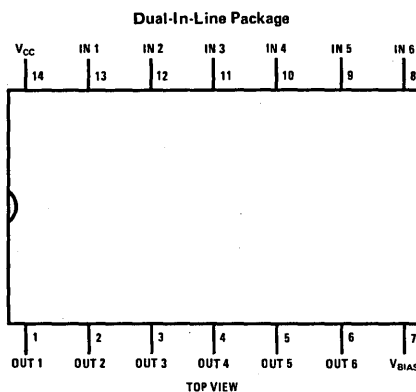 Dual-In-Line Package
VCC IN 1 IN 2 IN 3 IN 4 IN 5 IN 6
14 13 12 11 10 9 8
1 2 3 4 5 6 7
OUT 1 OUT 2 OUT 3 OUT 4 OUT 5 OUT 6 VBIAS
TOP VIEW